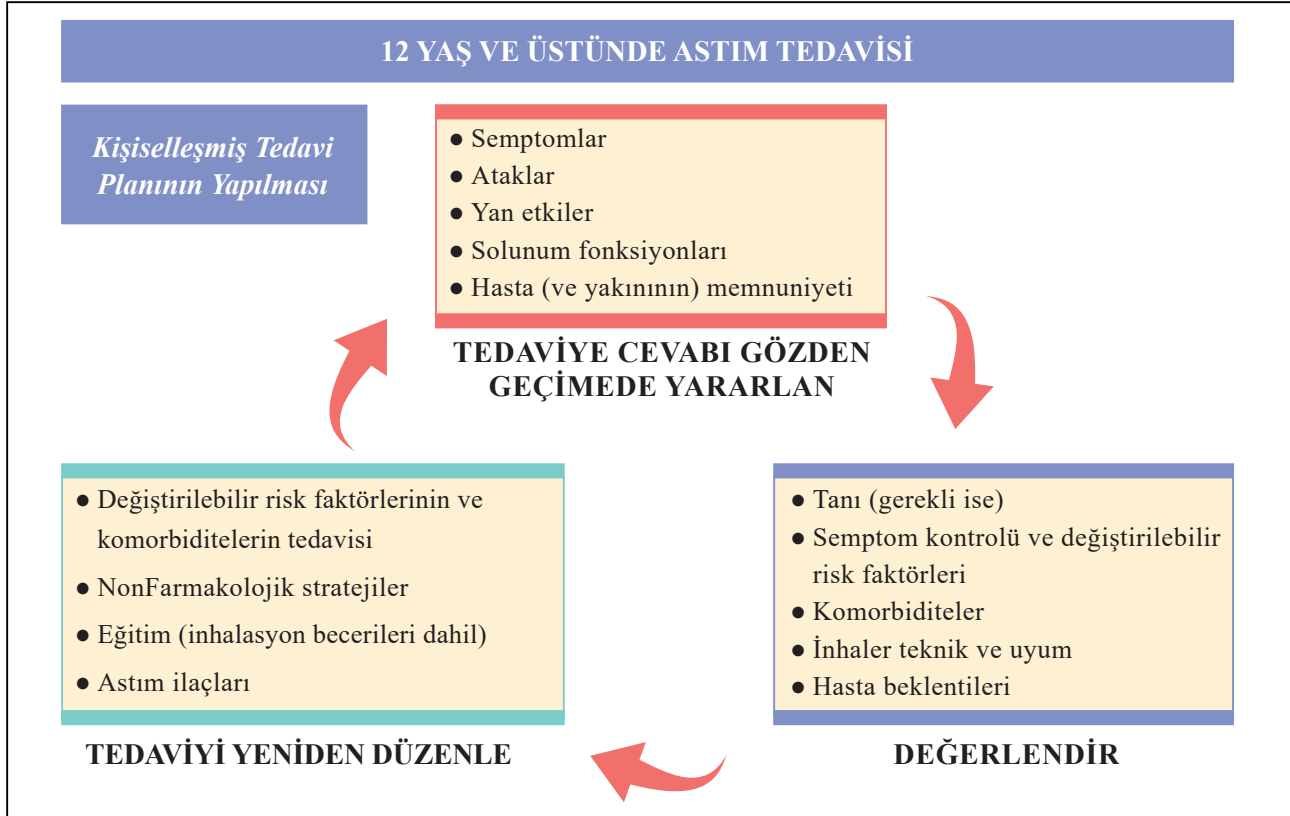 12 YAŞ VE ÜSTÜNDE ASTIM TEDAVİSİ
Kişiselleşmiş Tedavi
Planının Yapılması
● Semptomlar
● Ataklar
● Yan etkiler
● Solunum fonksiyonları
● Hasta (ve yakınının) memnuniyeti
TEDAVİYE CEVABI GÖZDEN
GEÇİMEDE YARARLAN
● Değiştirilebilir risk faktörlerinin ve
komorbiditelerin tedavisi
● NonFarmakolojik stratejiler
● Eğitim (inhalasyon becerileri dahil)
● Astım ilaçları
TEDAVİYİ YENİDEN DÜZENLE
● Tanı (gerekli ise)
● Semptom kontrolü ve değiştirilebilir
risk faktörleri
● Komorbiditeler
● İnhaler teknik ve uyum
● Hasta beklentileri
DEĞERLENDİR